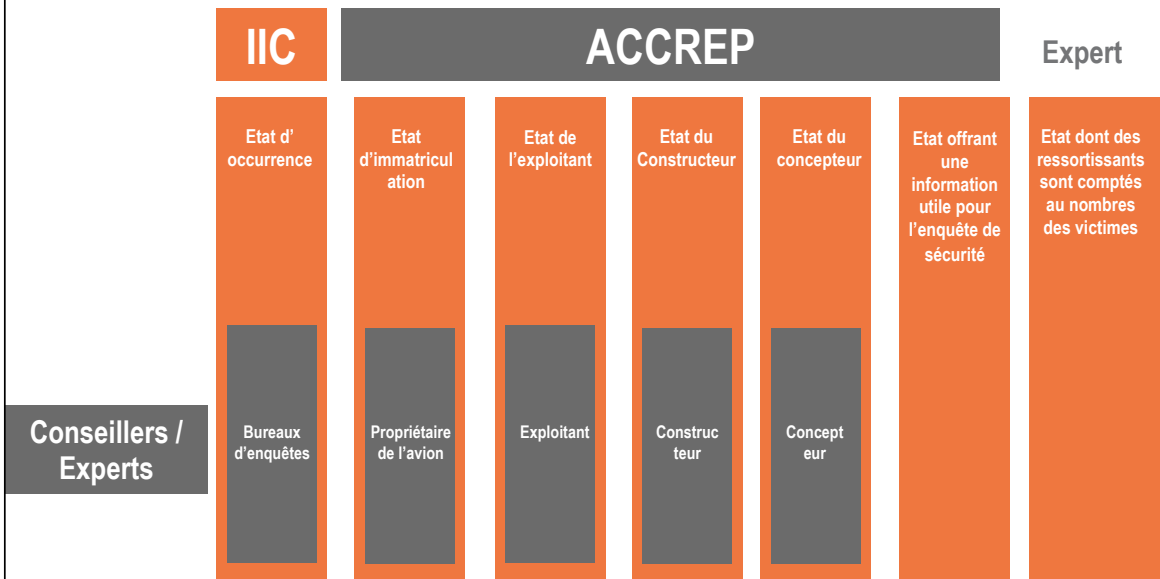 IIC
ACCREP
Expert
Etat d’
occurrence
Etat
d’immatricul
ation
Etat de
l’exploitant
Etat du
Constructeur
Etat du
concepteur
Etat offrant
une
information
utile pour
l’enquête de
sécurité
Etat dont des
ressortissants
sont comptés
au nombres
des victimes
Conseillers /
Experts
Bureaux
d’enquêtes
Propriétaire
de l’avion
Exploitant
Construc
teur
Concept
eur